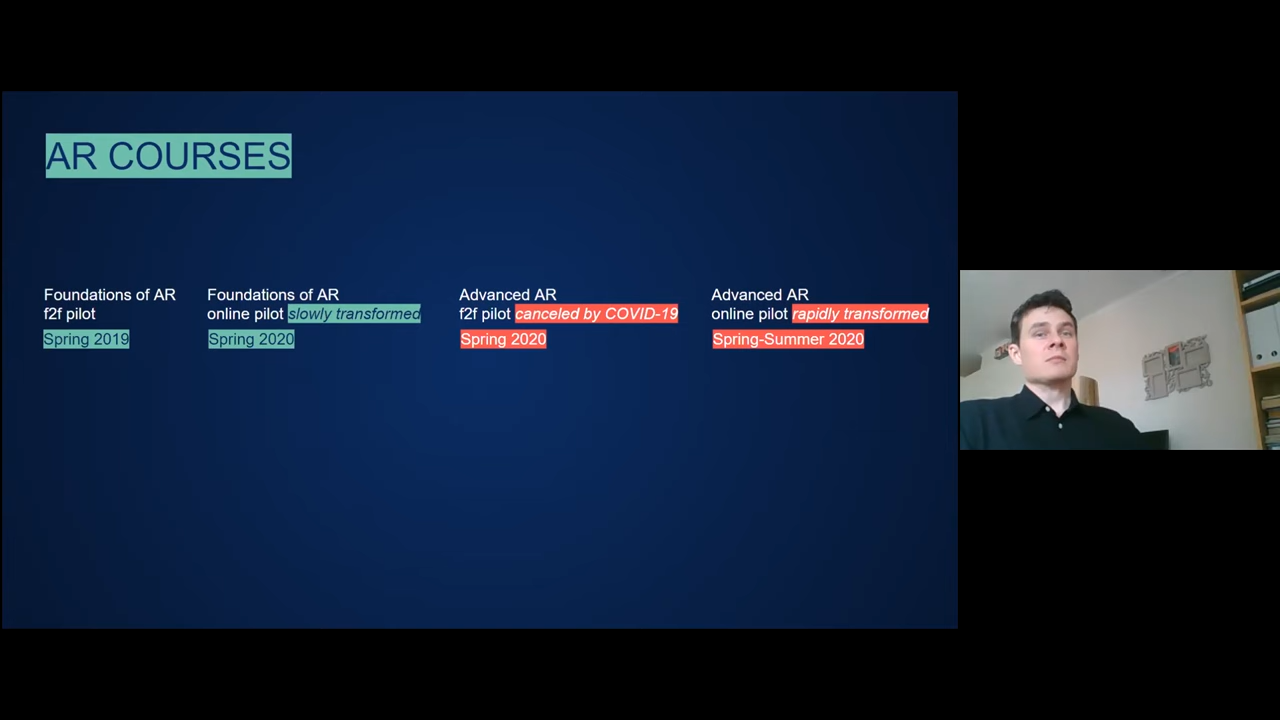 AR COURSES
Foundations of AR
f2f pilot
Spring 2019
Foundations of AR
online pilot slowly transformed
Spring 2020
Advanced AR
f2f pilot canceled by COVID-19
Spring 2020
Advanced AR
online pilot rapidly transformed
Spring-Summer 2020